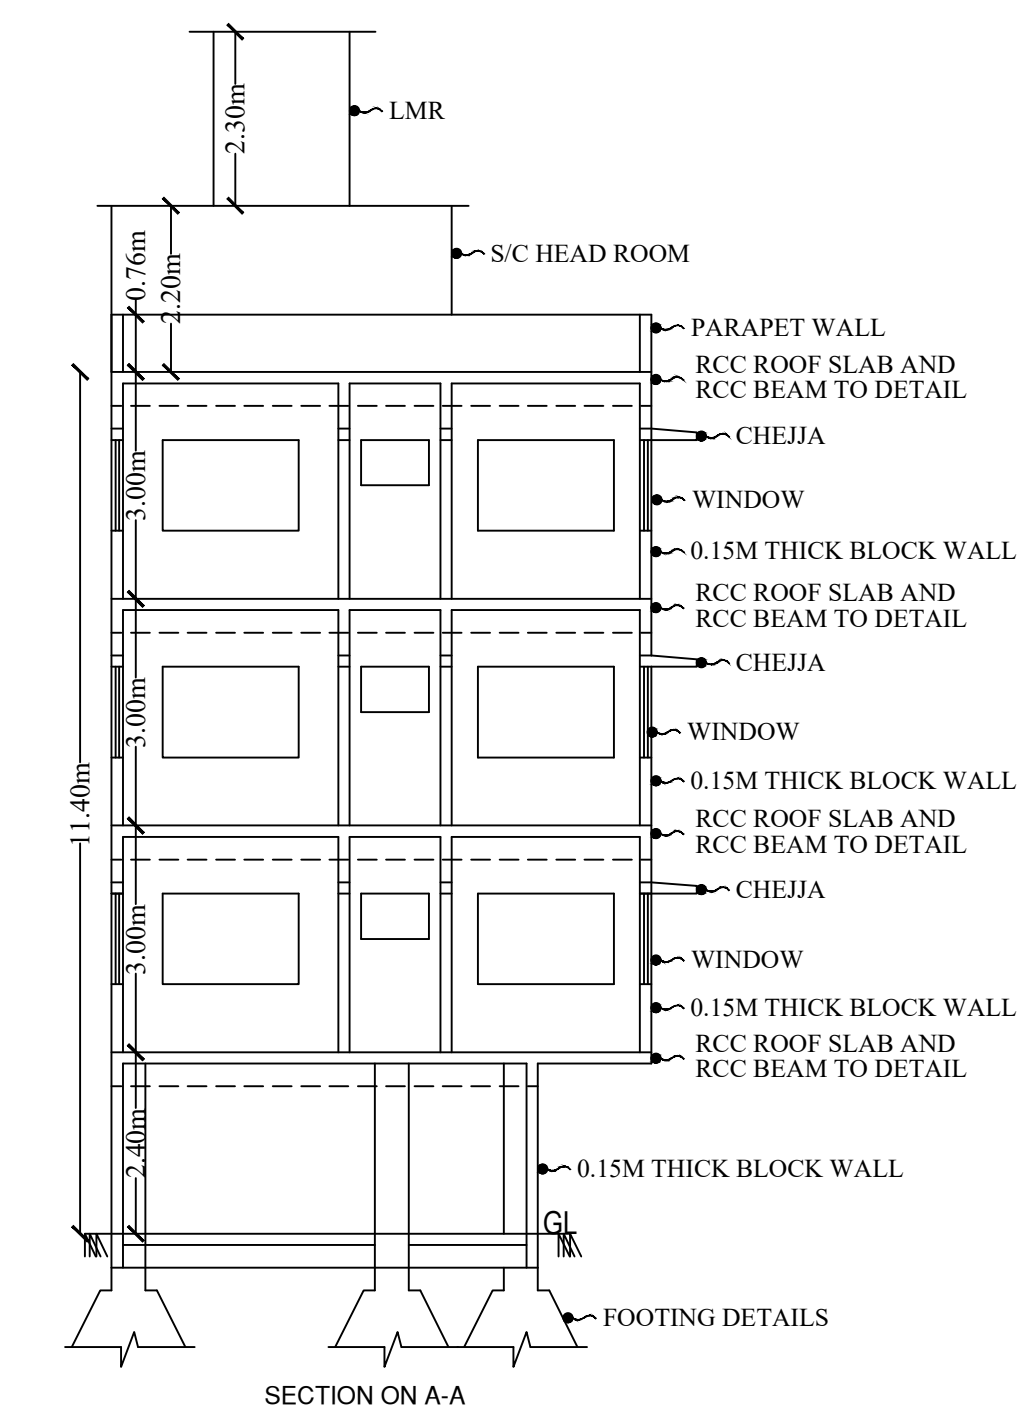 2.30m
LMR
0.76m
2.20m
S/C HEAD ROOM
PARAPET WALL
RCC ROOF SLAB AND
RCC BEAM TO DETAIL
CHEJJA
3.00m
WINDOW
0.15M THICK BLOCK WALL
RCC ROOF SLAB AND
RCC BEAM TO DETAIL
CHEJJA
3.00m
WINDOW
0.15M THICK BLOCK WALL
11.40m
RCC ROOF SLAB AND
RCC BEAM TO DETAIL
CHEJJA
3.00m
WINDOW
0.15M THICK BLOCK WALL
RCC ROOF SLAB AND
RCC BEAM TO DETAIL
2.40m
0.15M THICK BLOCK WALL
GL
FOOTING DETAILS
SECTION ON A-A